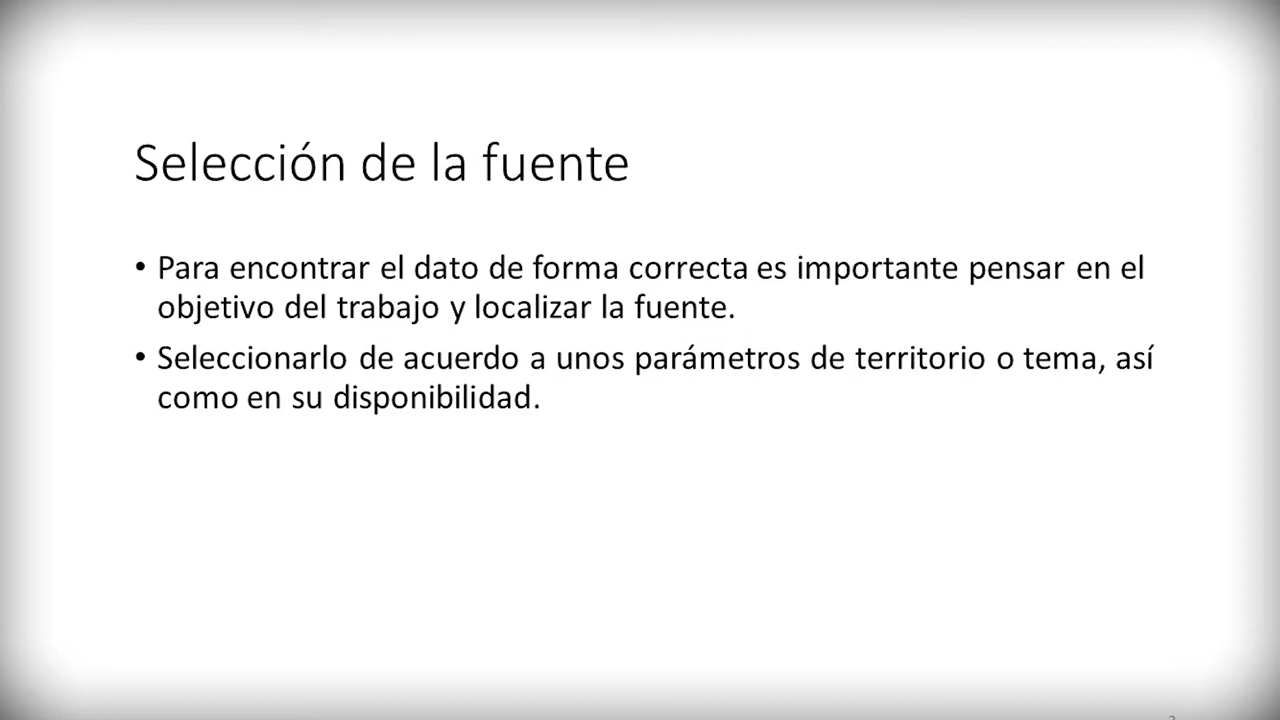 Selección de la fuente
• Para encontrar el dato de forma correcta es importante pensar en el
objetivo del trabajo y localizar la fuente.
• Seleccionarlo de acuerdo a unos parámetros de territorio o tema, así
como en su disponibilidad.